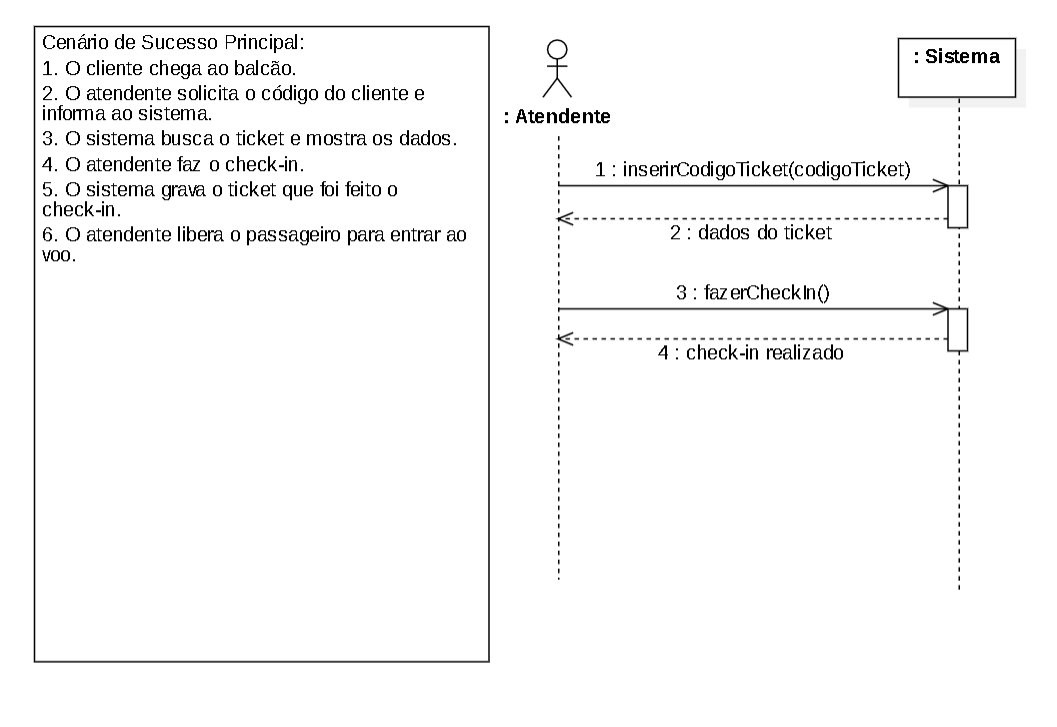 Cenário de Sucesso Principal:
1. O cliente chega ao balcão.
2. O atendente solicita o código do cliente e
informa ao sistema.
3. O sistema busca o ticket e mostra os dados.
4. O atendente faz o check-in.
5. O sistema grava o ticket que foi feito o
check-in.
6. O atendente libera o passageiro para entrar ao
voo.
: Atendente
: Sistema
1 : inserirCodigoTicket(codigoTicket)
2 : dados do ticket
3 : fazerCheckIn()
4 : check-in realizado